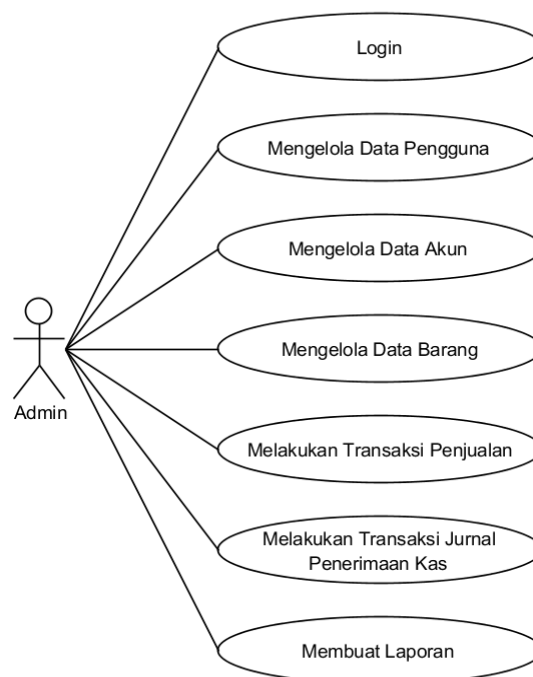 Login
Mengelola Data Pengguna
Mengelola Data Akun
Mengelola Data Barang
Admin
Melakukan Transaksi Penjualan
Melakukan Transaksi Jurnal
Penerimaan Kas
Membuat Laporan